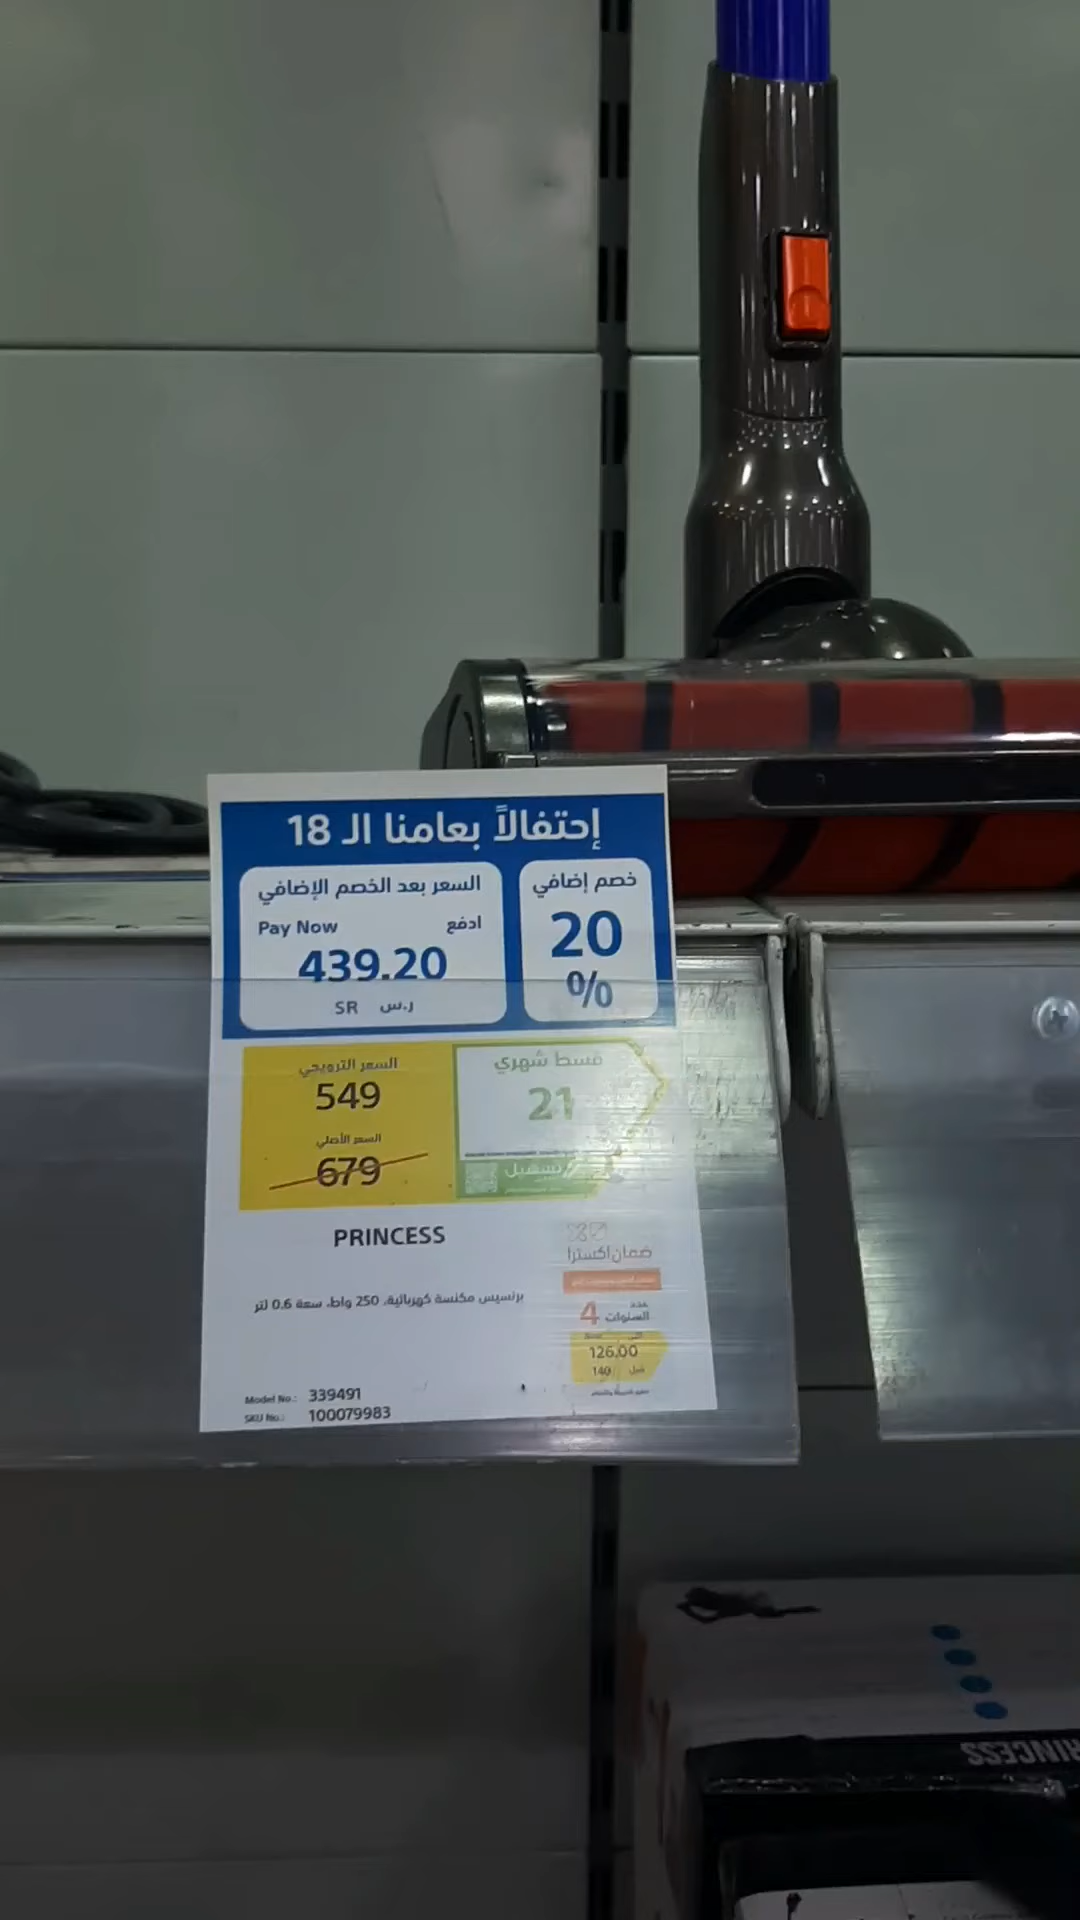 إحتفالاً بعامنا الـ 18
خصم إضافي
20
%
السعر بعد الخصم الإضافي
Pay Now ادفع
439.20
SR ر.س
السعر الترويجي
549
السعر الأصلي
679
قسط شهري
21
تسهيل
PRINCESS
ضمان اكسترا
برنسيس مكنسة كهربائية، 250 واط، سعة 0.6 لتر
عدد
السنوات 4
126.00
140 قبل
Model No.: 339491
SKU No.: 100079983
PRINCESS